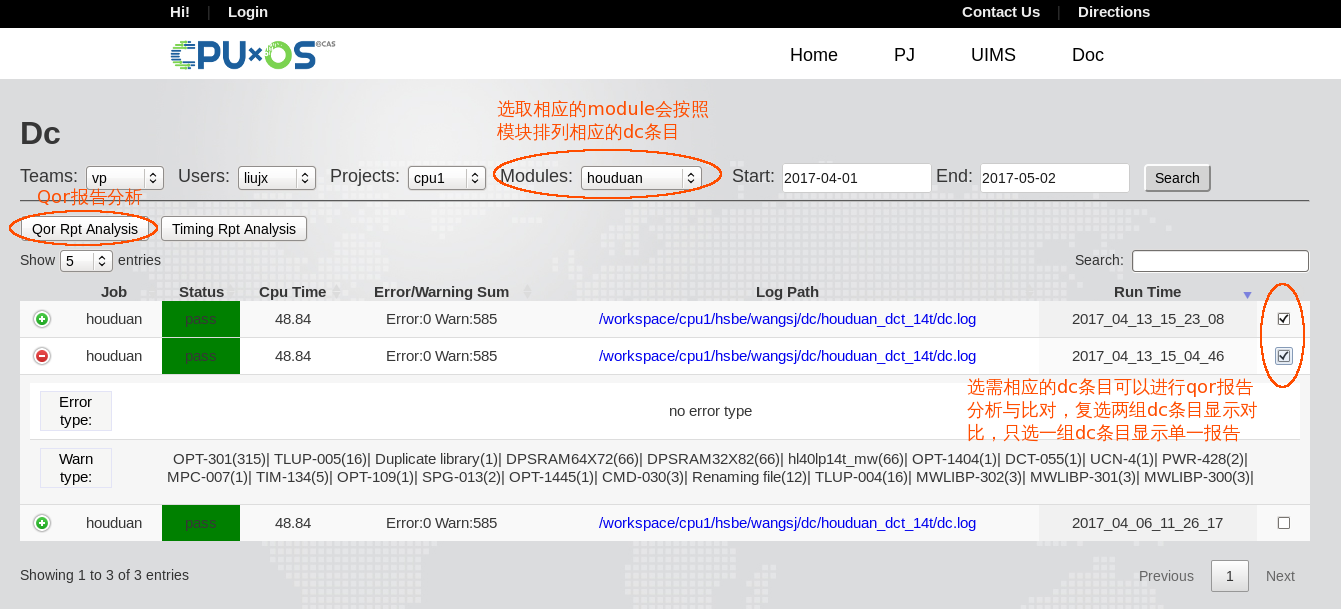 Hi! | Login Contact Us | Directions
CPU×OS @CAS Home PJ UIMS Doc
选取相应的module会按照
模块排列相应的dc条目
Dc
Teams: vp Users: liujx Projects: cpu1 Modules: houduan Start: 2017-04-01 End: 2017-05-02 Search
Qor报告分析
Qor Rpt Analysis Timing Rpt Analysis
Show 5 entries Search:
Job Status Cpu Time Error/Warning Sum Log Path Run Time
houduan pass 48.84 Error:0 Warn:585 /workspace/cpu1/hsbe/wangsj/dc/houduan_dct_14t/dc.log 2017_04_13_15_23_08
houduan pass 48.84 Error:0 Warn:585 /workspace/cpu1/hsbe/wangsj/dc/houduan_dct_14t/dc.log 2017_04_13_15_04_46
选需相应的dc条目可以进行qor报告
分析与比对，复选两组dc条目显示对
比，只选一组dc条目显示单一报告
Error
type:
no error type
Warn
type:
OPT-301(315)| TLUP-005(16)| Duplicate library(1)| DPSRAM64X72(66)| DPSRAM32X82(66)| hl40lp14t_mw(66)| OPT-1404(1)| DCT-055(1)| UCN-4(1)| PWR-428(2)|
MPC-007(1)| TIM-134(5)| OPT-109(1)| SPG-013(2)| OPT-1445(1)| CMD-030(3)| Renaming file(12)| TLUP-004(16)| MWLIBP-302(3)| MWLIBP-301(3)| MWLIBP-300(3)|
houduan pass 48.84 Error:0 Warn:585 /workspace/cpu1/hsbe/wangsj/dc/houduan_dct_14t/dc.log 2017_04_06_11_26_17
Showing 1 to 3 of 3 entries Previous 1 Next